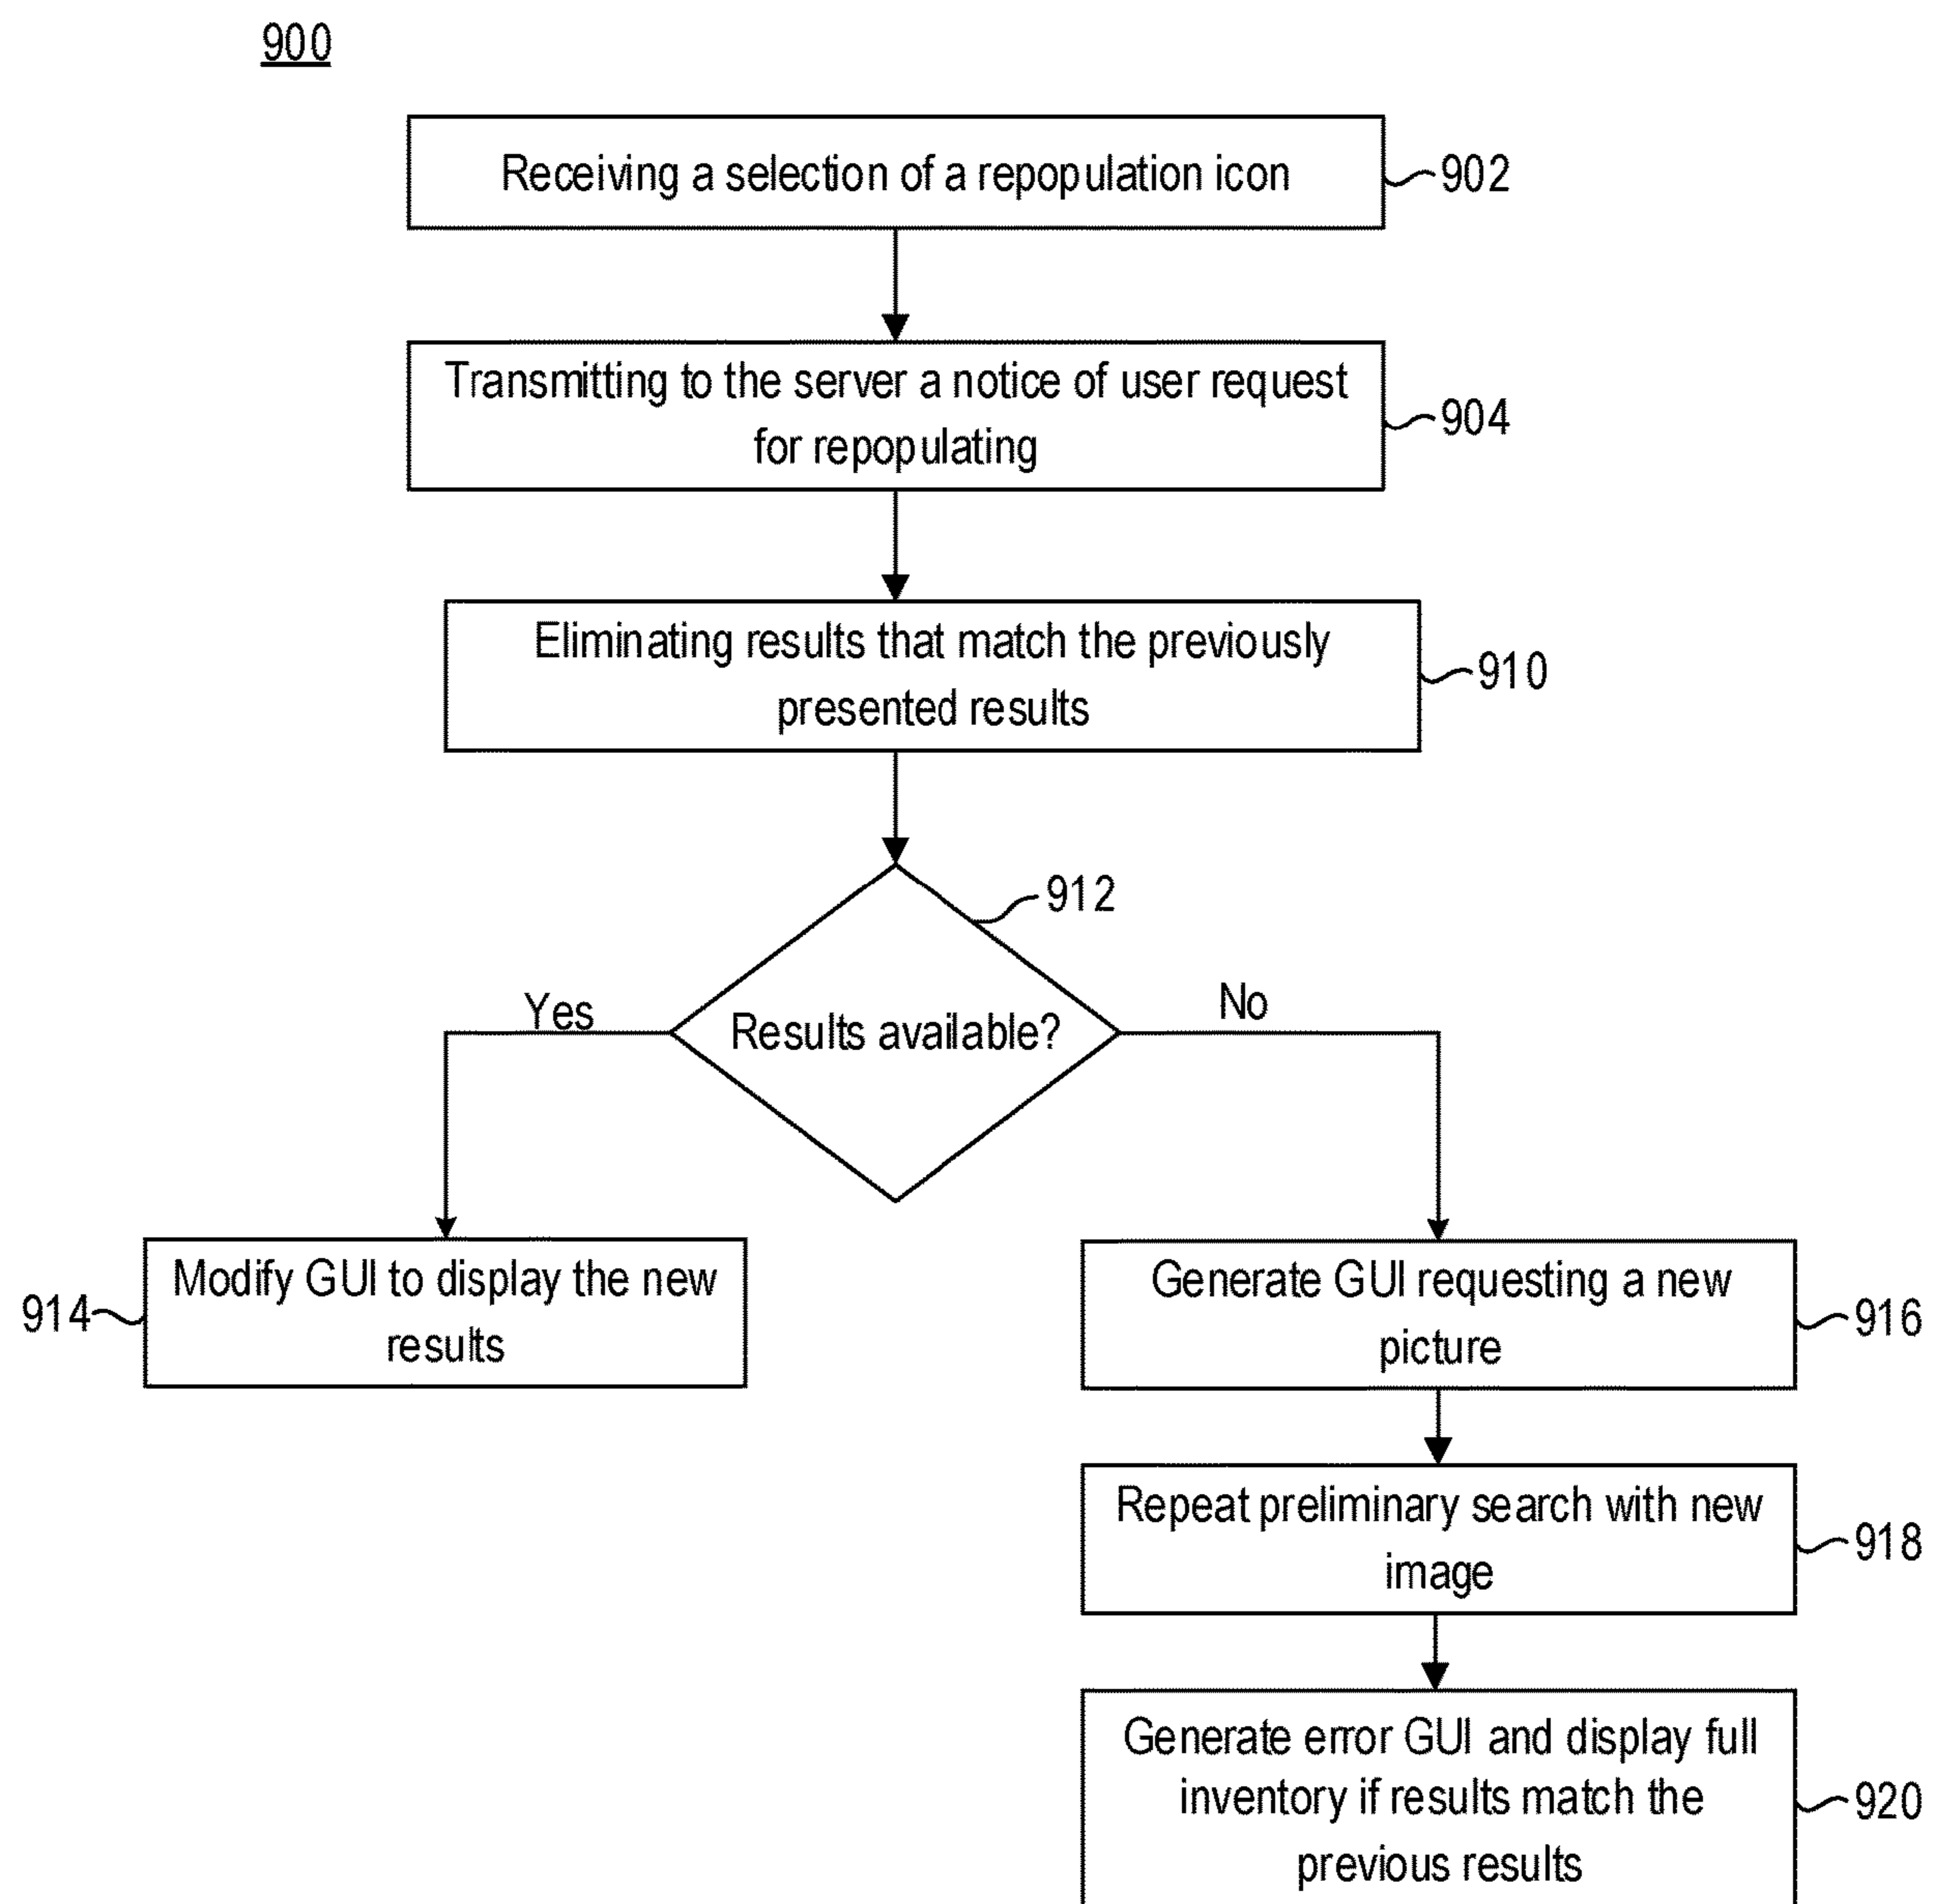 900
Receiving a selection of a repopulation icon
902
Transmitting to the server a notice of user request
for repopulating
904
Eliminating results that match the previously
presented results
910
912
Results available?
Yes
No
Modify GUI to display the new
results
914
Generate GUI requesting a new
picture
916
Repeat preliminary search with new
image
918
Generate error GUI and display full
inventory if results match the
previous results
920